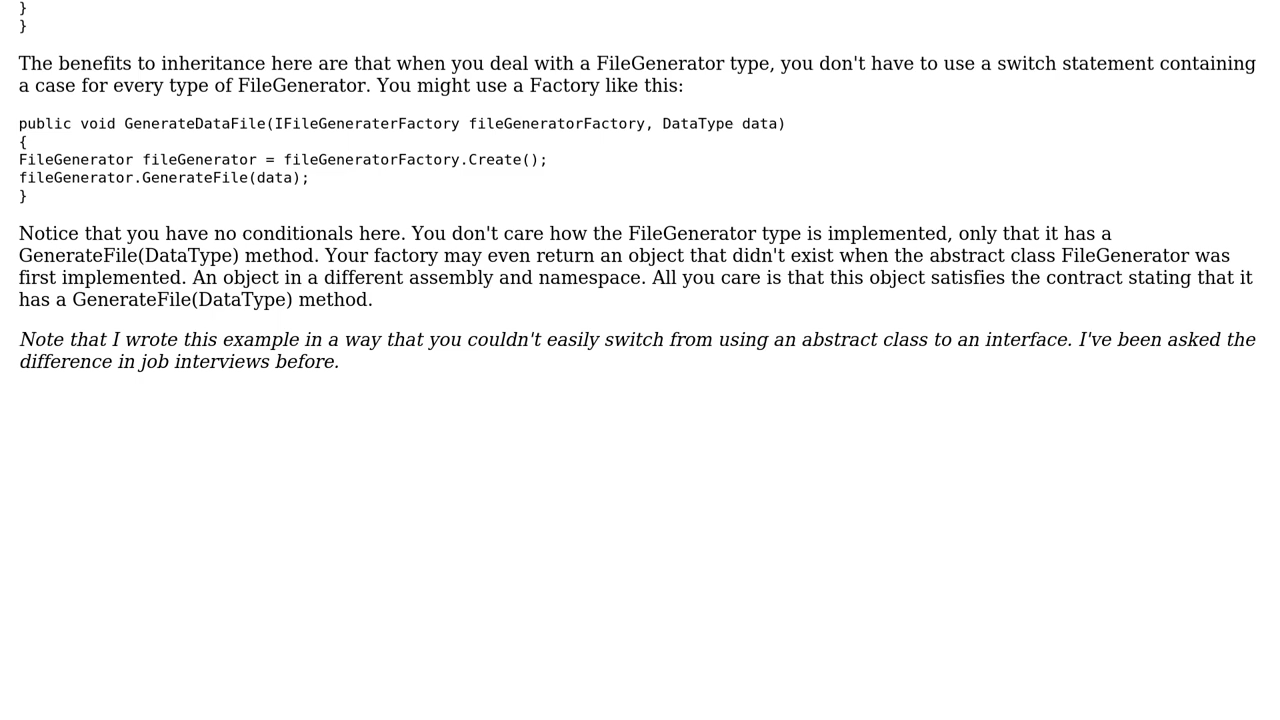 }
}
The benefits to inheritance here are that when you deal with a FileGenerator type, you don't have to use a switch statement containing
a case for every type of FileGenerator. You might use a Factory like this:
public void GenerateDataFile(IFileGeneraterFactory fileGeneratorFactory, DataType data)
{
FileGenerator fileGenerator = fileGeneratorFactory.Create();
fileGenerator.GenerateFile(data);
}
Notice that you have no conditionals here. You don't care how the FileGenerator type is implemented, only that it has a
GenerateFile(DataType) method. Your factory may even return an object that didn't exist when the abstract class FileGenerator was
first implemented. An object in a different assembly and namespace. All you care is that this object satisfies the contract stating that it
has a GenerateFile(DataType) method.
Note that I wrote this example in a way that you couldn't easily switch from using an abstract class to an interface. I've been asked the
difference in job interviews before.